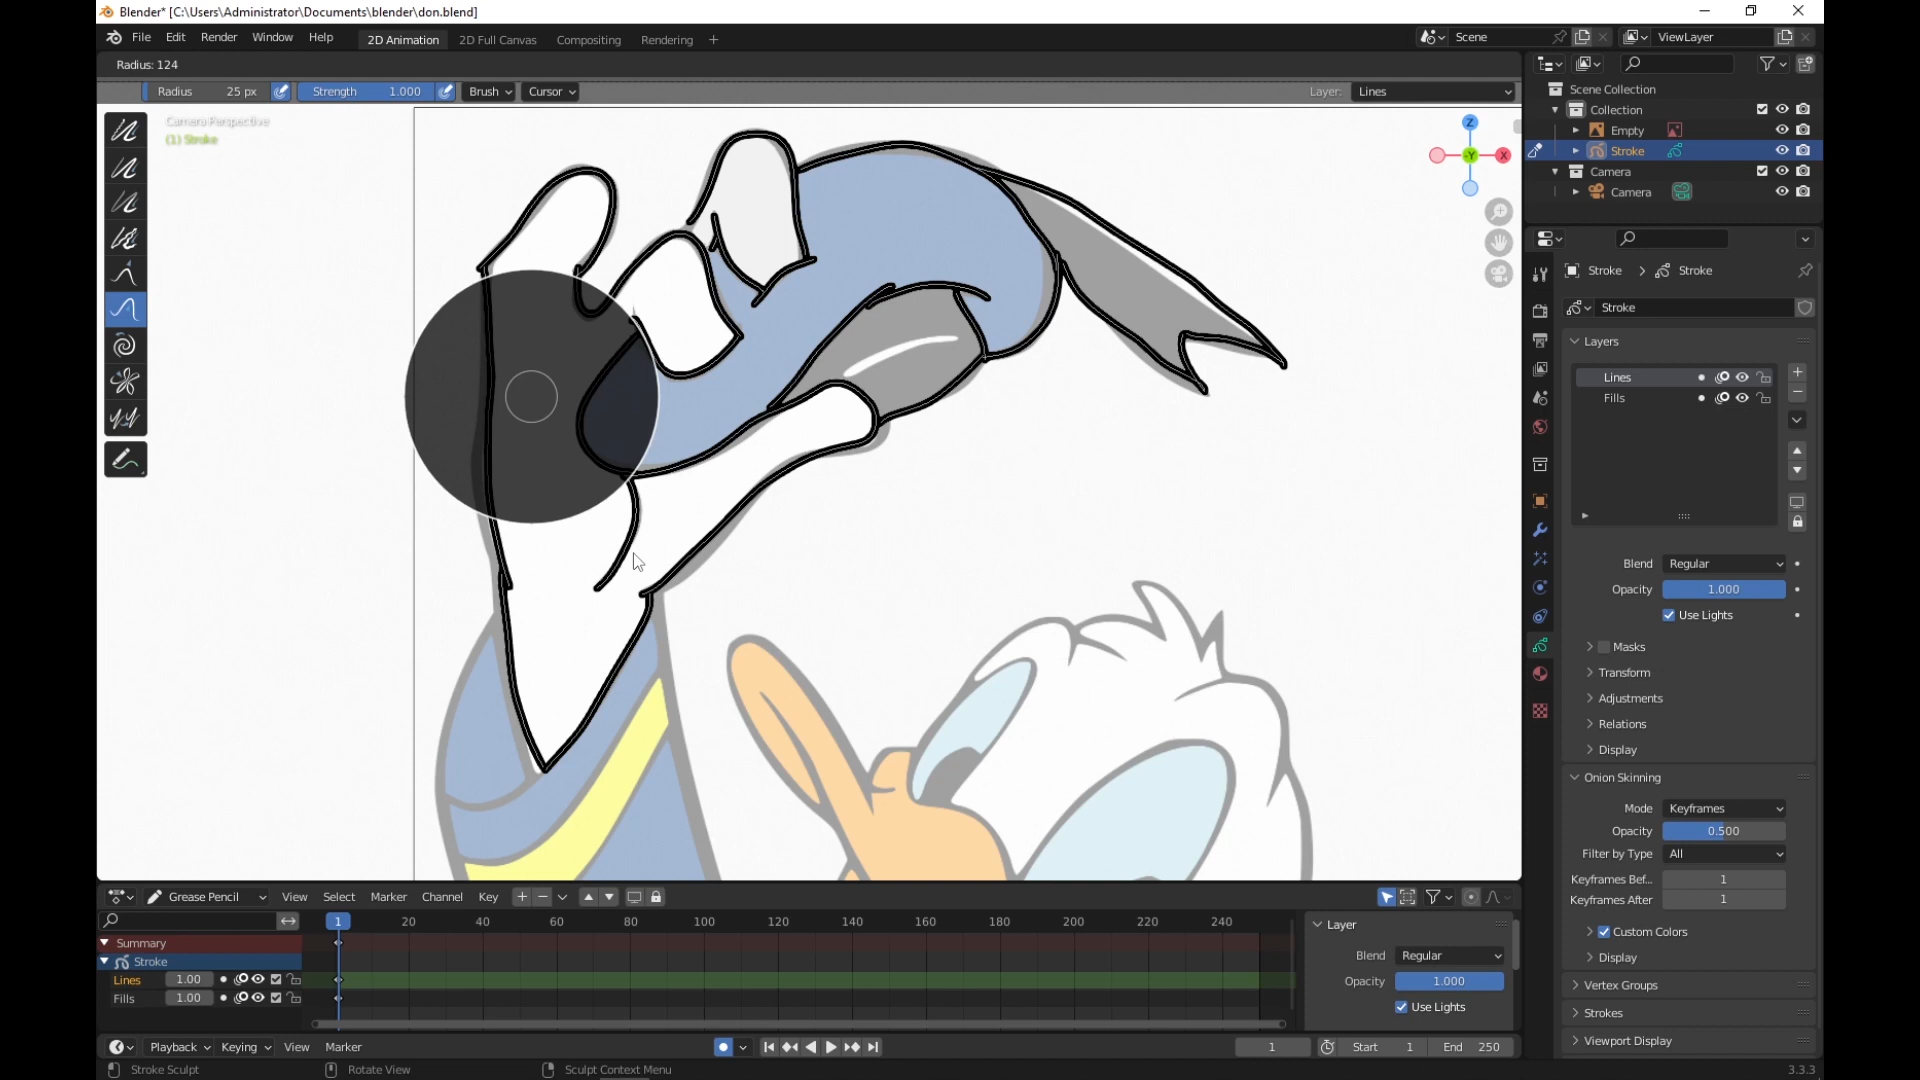 Blender* [C:\Users\Administrator\Documents\blender\don.blend]
File Edit Render Window Help 2D Animation 2D Full Canvas Compositing Rendering + Scene ViewLayer
Radius: 124
Radius 25 px Strength 1.000 Brush Cursor Layer: Lines
Camera Perspective
(1) Stroke
Z
-Y X
Scene Collection
Collection
Empty
Stroke
Camera
Camera
Stroke > Stroke
Stroke
Layers
Lines
Fills
Blend Regular
Opacity 1.000
Use Lights
Masks
Transform
Adjustments
Relations
Display
Onion Skinning
Mode Keyframes
Opacity 0.500
Filter by Type All
Keyframes Bef... 1
Keyframes After 1
Custom Colors
Display
Vertex Groups
Strokes
Viewport Display
Grease Pencil View Select Marker Channel Key
1 20 40 60 80 100 120 140 160 180 200 220 240
Summary
Stroke
Lines 1.00
Fills 1.00
Layer
Blend Regular
Opacity 1.000
Use Lights
Playback Keying View Marker 1 Start 1 End 250
Stroke Sculpt Rotate View Sculpt Context Menu 3.3.3